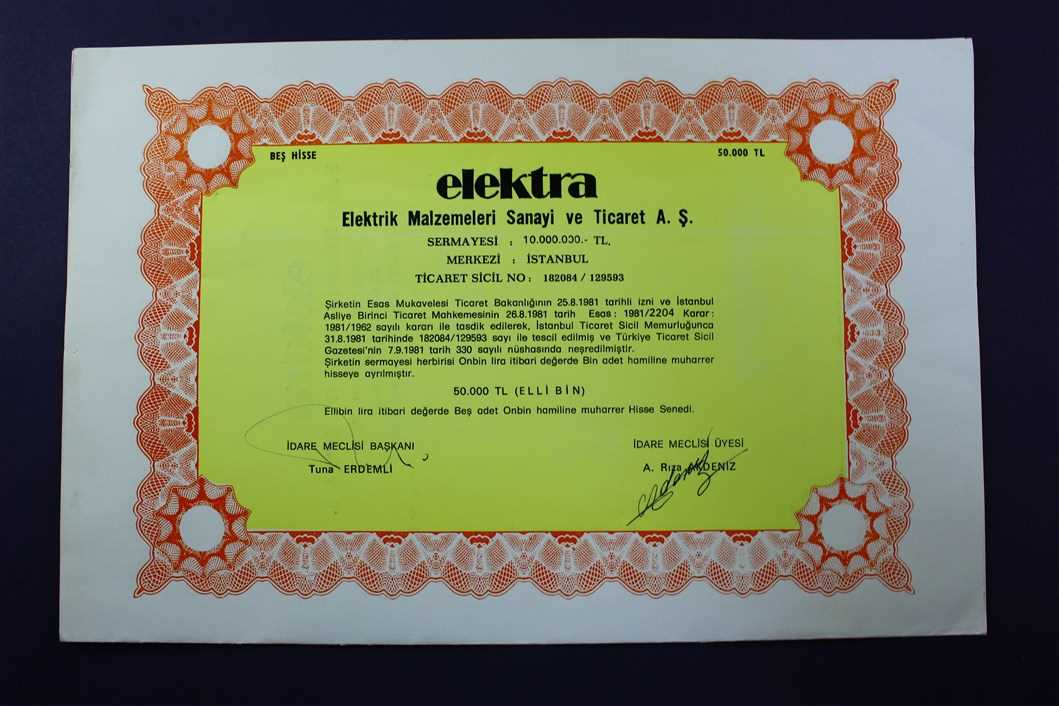 BEŞ HİSSE
50.000 TL
elektra
Elektrik Malzemeleri Sanayi ve Ticaret A. Ş.
SERMAYESİ : 10.000.000.- TL.
MERKEZİ : İSTANBUL
TİCARET SİCİL NO: 182084 / 129593
Şirketin Esas Mukavelesi Ticaret Bakanlığının 25.8.1981 tarihli izni ve İstanbul
Asliye Birinci Ticaret Mahkemesinin 26.8.1981 tarih Esas: 1981/2204 Karar:
1981/1962 sayılı kararı ile tasdik edilerek, İstanbul Ticaret Sicil Memurluğunca
31.8.1981 tarihinde 182084/129593 sayı ile tescil edilmiş ve Türkiye Ticaret Sicil
Gazetesi'nin 7.9.1981 tarih 330 sayılı nüshasında neşredilmiştir.
Şirketin sermayesi herbirisi Onbin lira itibari değerde Bin adet hamiline muharrer
hisseye ayrılmıştır.
50.000 TL (ELLİ BİN)
Ellibin lira itibari değerde Beş adet Onbin hamiline muharrer Hisse Senedi.
İDARE MECLİSİ BAŞKANI
Tuna ERDEMLİ
İDARE MECLİSİ ÜYESİ
A. Rıza AKDENİZ